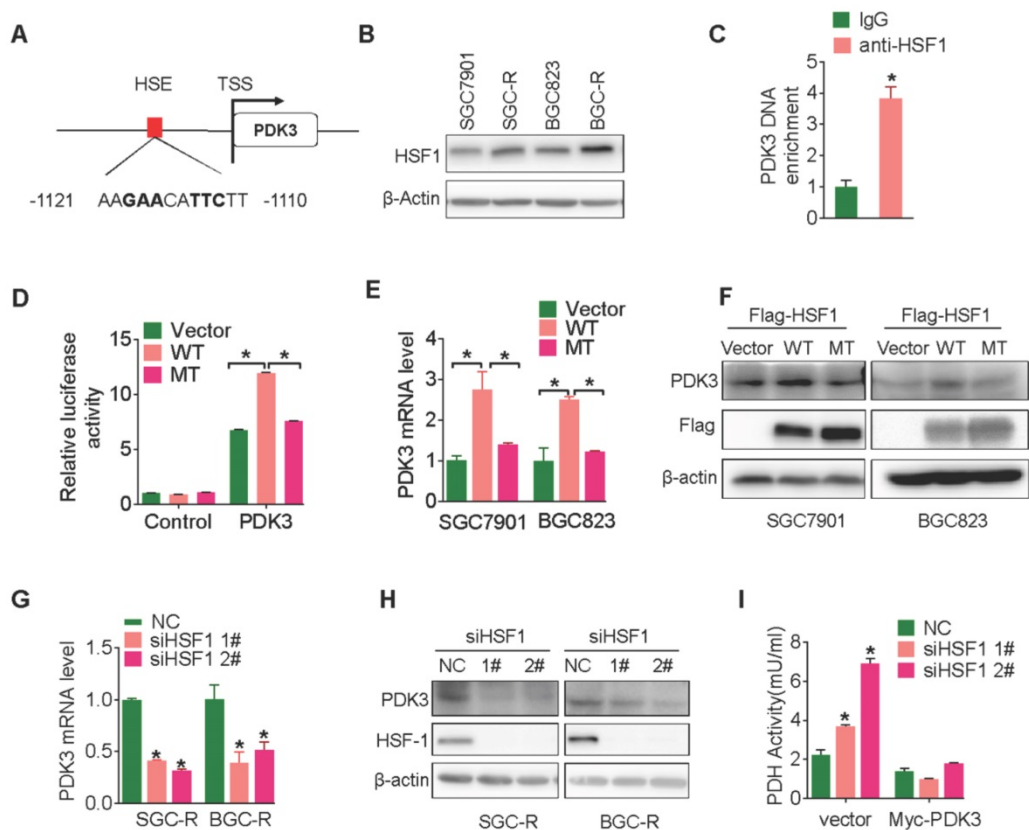 A
HSE
TSS
PDK3
-1121
AAGAACATTCTT
-1110
B
SGC7901
SGC-R
BGC823
BGC-R
HSF1
β-Actin
C
IgG
anti-HSF1
PDK3 DNA
enrichment
6
4
2
0
*
D
Vector
WT
MT
Relative luciferase
activity
15
10
5
0
* *
Control PDK3
E
Vector
WT
MT
PDK3 mRNA level
4
3
2
1
0
* *
* *
SGC7901 BGC823
F
Flag-HSF1 Flag-HSF1
Vector WT MT Vector WT MT
PDK3
Flag
β-actin
SGC7901 BGC823
G
NC
siHSF1 1#
siHSF1 2#
PDK3 mRNA level
1.0
0.5
0.0
* * * *
SGC-R BGC-R
H
siHSF1 siHSF1
NC 1# 2# NC 1# 2#
PDK3
HSF-1
β-actin
SGC-R BGC-R
I
NC
siHSF1 1#
siHSF1 2#
PDH Activity(mU/ml)
8
6
4
2
0
* *
vector Myc-PDK3